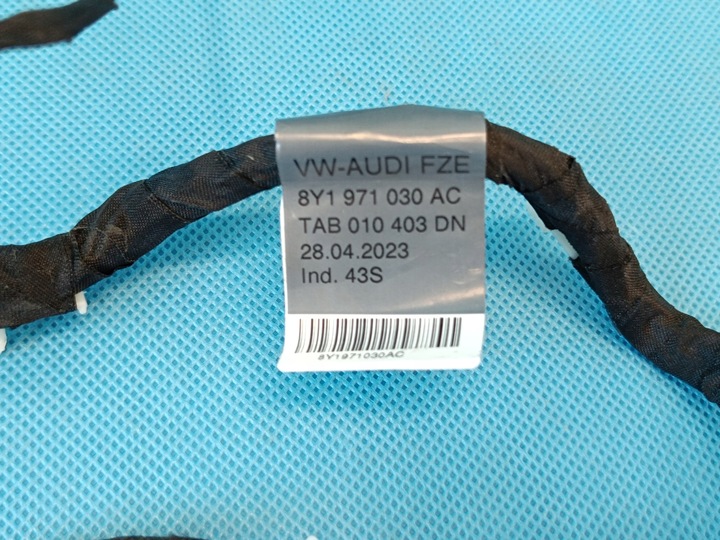 VW-AUDI FZE
8Y1 971 030 AC
TAB 010 403 DN
28.04.2023
Ind. 43S
8Y1971030AC